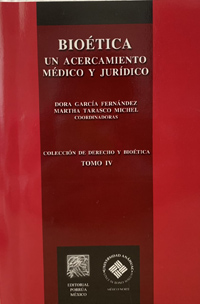 BIOÉTICA
UN ACERCAMIENTO
MÉDICO Y JURÍDICO
DORA GARCÍA FERNÁNDEZ
MARTHA TARASCO MICHEL
COORDINADORAS
COLECCIÓN DE DERECHO Y BIOÉTICA
TOMO IV
EDITORIAL
PORRÚA
MÉXICO